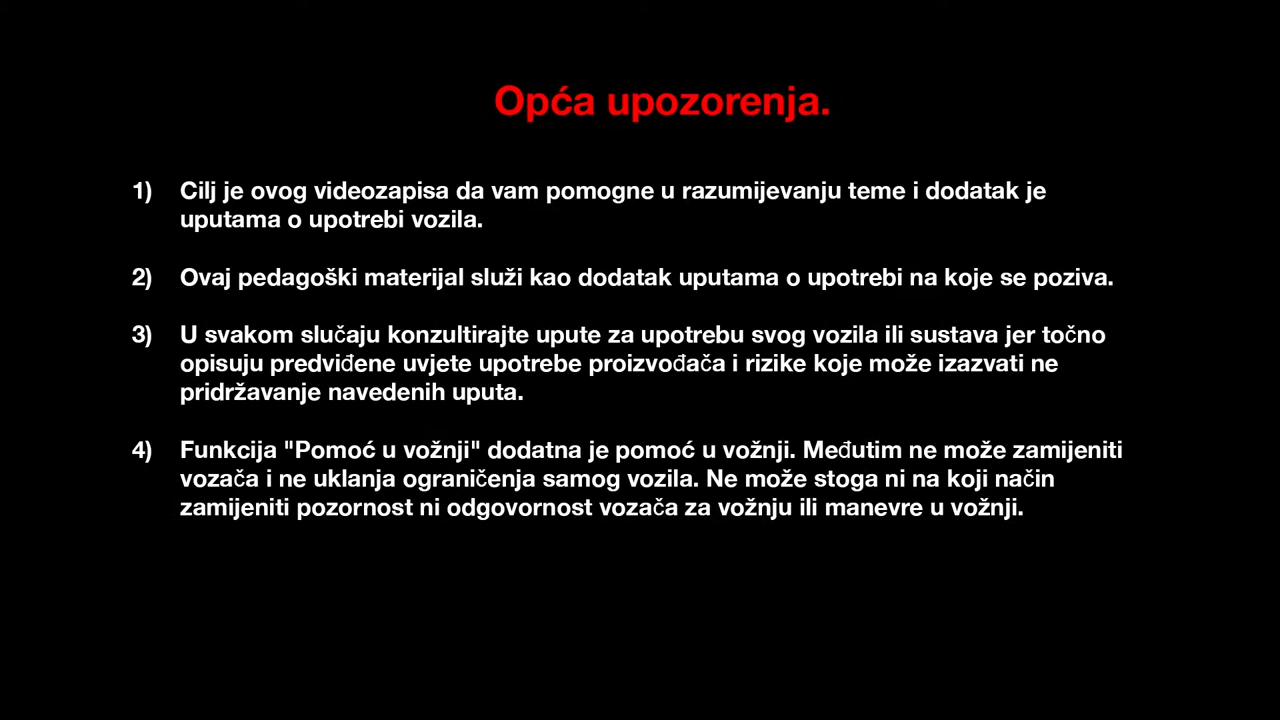 Opća upozorenja.
1) Cilj je ovog videozapisa da vam pomogne u razumijevanju teme i dodatak je
uputama o upotrebi vozila.
2) Ovaj pedagoški materijal služi kao dodatak uputama o upotrebi na koje se poziva.
3) U svakom slučaju konzultirajte upute za upotrebu svog vozila ili sustava jer točno
opisuju predviđene uvjete upotrebe proizvođača i rizike koje može izazvati ne
pridržavanje navedenih uputa.
4) Funkcija "Pomoć u vožnji" dodatna je pomoć u vožnji. Međutim ne može zamijeniti
vozača i ne uklanja ograničenja samog vozila. Ne može stoga ni na koji način
zamijeniti pozornost ni odgovornost vozača za vožnju ili manevre u vožnji.